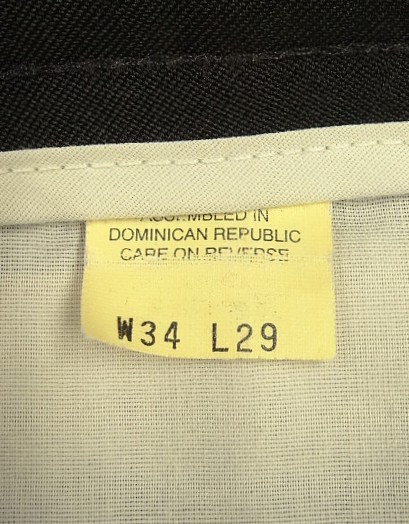 ASSEMBLED IN
DOMINICAN REPUBLIC
CARE ON REVERSE
W34 L29